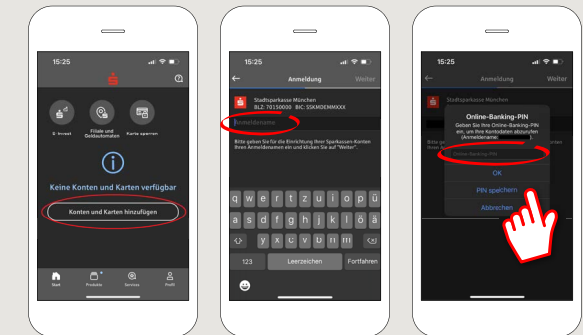 15:25
S-Invest
Filiale und
Geldautomaten
Karte sperren
Keine Konten und Karten verfügbar
Konten und Karten hinzufügen
Start
Produkte
Services
Profil
15:25
Anmeldung
Weiter
Stadtsparkasse München
BLZ: 70150000 BIC: SSKMDEMMXXX
Anmeldename
Bitte geben Sie für die Einrichtung Ihrer Sparkassen-Konten
Ihren Anmeldenamen ein und klicken Sie auf "Weiter".
q w e r t z u i o p ü
a s d f g h j k l ö ä
y x c v b n m
123
Leerzeichen
Fortfahren
15:25
Anmeldung
Weiter
Stadtsparkasse München
Online-Banking-PIN
Geben Sie Ihre Online-Banking-PIN
ein, um Ihre Kontodaten abzurufen
(Anmeldename:
Online-Banking-PIN
OK
PIN speichern
Abbrechen